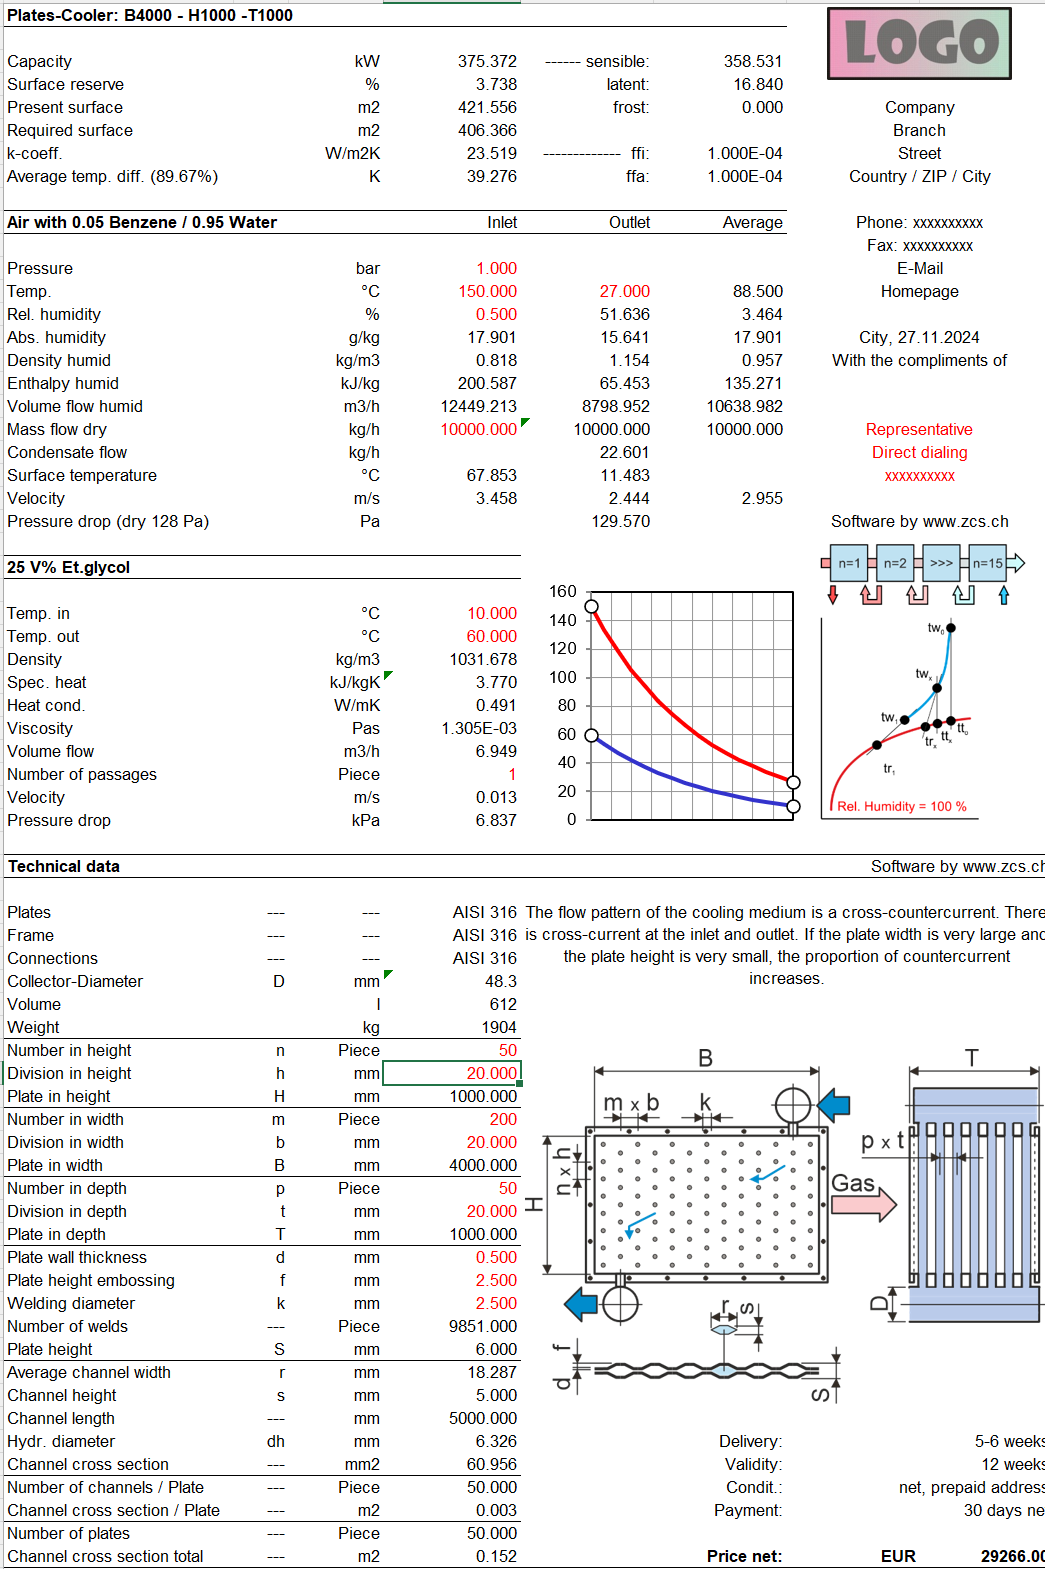 Plates-Cooler: B4000 - H1000 -T1000
LOGO
Capacity kW 375.372 ------ sensible: 358.531
Surface reserve % 3.738 latent: 16.840
Present surface m2 421.556 frost: 0.000 Company
Required surface m2 406.366 Branch
k-coeff. W/m2K 23.519 ------------- ffi: 1.000E-04 Street
Average temp. diff. (89.67%) K 39.276 ffa: 1.000E-04 Country / ZIP / City
Air with 0.05 Benzene / 0.95 Water Inlet Outlet Average Phone: xxxxxxxxxx
Fax: xxxxxxxxxx
Pressure bar 1.000 E-Mail
Temp. °C 150.000 27.000 88.500 Homepage
Rel. humidity % 0.500 51.636 3.464
Abs. humidity g/kg 17.901 15.641 17.901 City, 27.11.2024
Density humid kg/m3 0.818 1.154 0.957 With the compliments of
Enthalpy humid kJ/kg 200.587 65.453 135.271
Volume flow humid m3/h 12449.213 8798.952 10638.982
Mass flow dry kg/h 10000.000 10000.000 10000.000 Representative
Condensate flow kg/h 22.601 Direct dialing
Surface temperature °C 67.853 11.483 xxxxxxxxxx
Velocity m/s 3.458 2.444 2.955
Pressure drop (dry 128 Pa) Pa 129.570 Software by www.zcs.ch
25 V% Et.glycol
n=1 n=2 >>> n=15
Temp. in °C 10.000
Temp. out °C 60.000
Density kg/m3 1031.678
Spec. heat kJ/kgK 3.770
Heat cond. W/mK 0.491
Viscosity Pas 1.305E-03
Volume flow m3/h 6.949
Number of passages Piece 1
Velocity m/s 0.013
Pressure drop kPa 6.837
160
140
120
100
80
60
40
20
0
tw₀
twₓ
tw₁
trₓ ttₓ tt₀
tr₁
Rel. Humidity = 100 %
Technical data Software by www.zcs.ch
Plates --- --- AISI 316 The flow pattern of the cooling medium is a cross-countercurrent. There
Frame --- --- AISI 316 is cross-current at the inlet and outlet. If the plate width is very large and
Connections --- --- AISI 316 the plate height is very small, the proportion of countercurrent
Collector-Diameter D mm 48.3 increases.
Volume l 612
Weight kg 1904
Number in height n Piece 50
Division in height h mm 20.000
Plate in height H mm 1000.000
Number in width m Piece 200
Division in width b mm 20.000
Plate in width B mm 4000.000
Number in depth p Piece 50
Division in depth t mm 20.000
Plate in depth T mm 1000.000
Plate wall thickness d mm 0.500
Plate height embossing f mm 2.500
Welding diameter k mm 2.500
Number of welds --- Piece 9851.000
Plate height S mm 6.000
Average channel width r mm 18.287
Channel height s mm 5.000
Channel length --- mm 5000.000
Hydr. diameter dh mm 6.326
Channel cross section --- mm2 60.956
Number of channels / Plate --- Piece 50.000
Channel cross section / Plate --- m2 0.003
Number of plates --- Piece 50.000
Channel cross section total --- m2 0.152
B
T
m x b
k
p x t
n x h
H
Gas
D
r
s
f
d
S
Delivery: 5-6 weeks
Validity: 12 weeks
Condit.: net, prepaid address
Payment: 30 days ne
Price net: EUR 29266.00